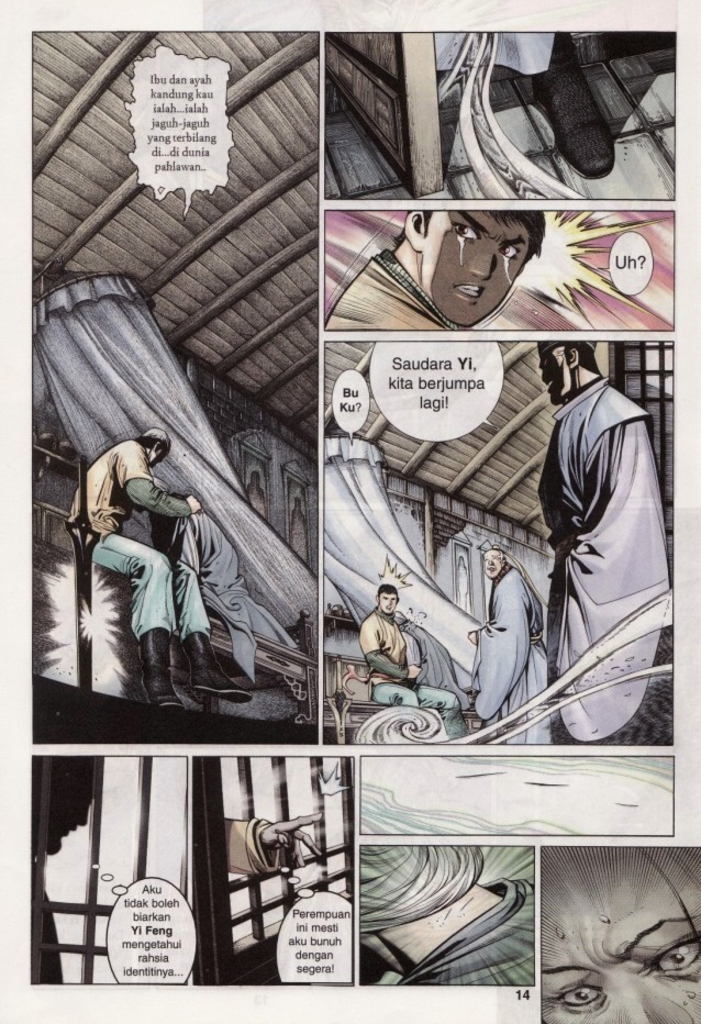 Ibu dan ayah
kandung kau
ialah...ialah
jaguh-jaguh
yang terbilang
di...di dunia
pahlawan..
Uh?
Bu
Ku?
Saudara Yi,
kita berjumpa
lagi!
Aku
tidak boleh
biarkan
Yi Feng
mengetahui
rahsia
identitinya...
Perempuan
ini mesti
aku bunuh
dengan
segera!
14